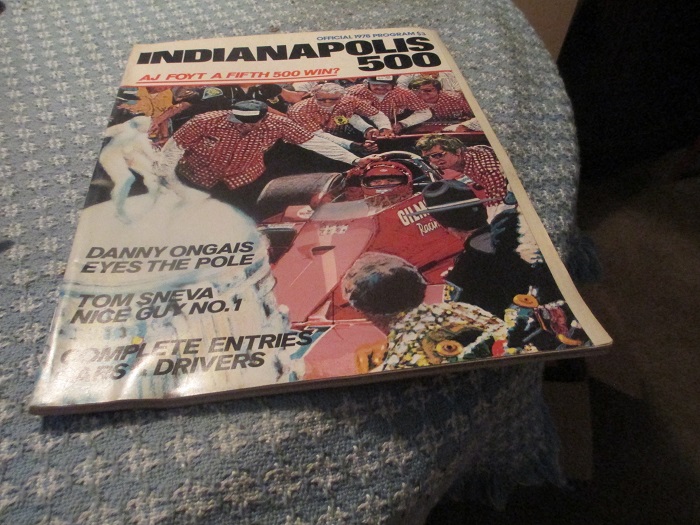 OFFICIAL 1978 PROGRAM $3
INDIANAPOLIS
500
AJ FOYT A FIFTH 500 WIN?
DANNY ONGAIS
EYES THE POLE
TOM SNEVA
NICE GUY NO.1
COMPLETE ENTRIES
CARS & DRIVERS